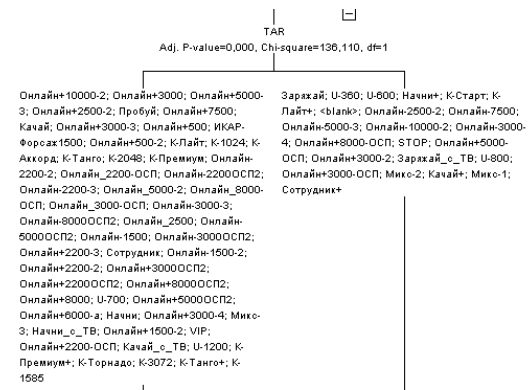 TAR
Adj. P-value=0,000, Chi-square=136,110, df=1
Онлайн+10000-2; Онлайн+3000; Онлайн+5000-
3; Онлайн+2500-2; Пробуй; Онлайн+7500;
Качай; Онлайн+3000-3; Онлайн+500; ИКАР-
Форсаж1500; Онлайн+500-2; К-Лайт; К-1024; К-
Аккорд; К-Танго; К-2048; К-Премиум; Онлайн-
2200-2; Онлайн_2200-ОСП; Онлайн-2200ОСП2;
Онлайн-2200-3; Онлайн_5000-2; Онлайн_8000-
ОСП; Онлайн_3000-ОСП; Онлайн-3000-3;
Онлайн-8000ОСП2; Онлайн_2500; Онлайн-
5000ОСП2; Онлайн-1500; Онлайн-3000ОСП2;
Онлайн+2200-3; Сотрудник; Онлайн-1500-2;
Онлайн+2200-2; Онлайн+3000ОСП2;
Онлайн+2200ОСП2; Онлайн+8000ОСП2;
Онлайн+8000; U-700; Онлайн+5000ОСП2;
Онлайн+6000-а; Начни; Онлайн+3000-4; Микс-
3; Начни_с_ТВ; Онлайн+1500-2; VIP;
Онлайн+2200-ОСП; Качай_с_ТВ; U-1200; К-
Премиум+; К-Торнадо; К-3072; К-Танго+; К-
1585
Заряжай; U-360; U-600; Начни+; К-Старт; К-
Лайт+; <blank>; Онлайн-2500-2; Онлайн-7500;
Онлайн-5000-3; Онлайн-10000-2; Онлайн-3000-
4; Онлайн+8000-ОСП; STOP; Онлайн+5000-
ОСП; Онлайн+3000-2; Заряжай_с_ТВ; U-800;
Онлайн+3000-ОСП; Микс-2; Качай+; Микс-1;
Сотрудник+